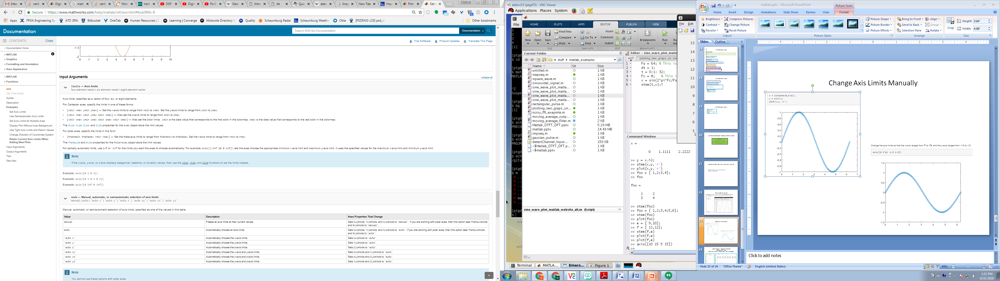 Secure | https://www.mathworks.com/help/matlab/ref/axis.html#buk989s-8
Apps FPGA Engineering Sp ATD JIRA Bitbucket OneTab Human Resources | C Learning | Converge Motorola Directory S Quality Schaumburg Radar Schaumburg Weathe Okta [PSDENG-133] psd_d Other bookmarks
Documentation
Search R2018a Documentation
Documentation
CONTENTS Close
Trial Software Product Updates Translate This Page
‹ Documentation Home
‹ MATLAB
‹ Graphics
‹ Formatting and Annotation
‹ Axes Appearance
‹ MATLAB
‹ Functions
axis
ON THIS PAGE
Syntax
Description
Examples
Set Axis Limits
Use Semiautomatic Axis Limits
Set Axis Limits for Multiple Axes
Display Plot Without Axes Background
Use Tight Axis Limits and Return Values
Change Direction of Coordinate System
Retain Current Axis Limits When
Adding New Plots
Input Arguments
Output Arguments
Tips
See Also
-1.5
-2
0 1 2 3 4 5 6 7 8 9 10
Input Arguments
collapse all
limits — Axis limits
four-element vector | six-element vector | eight-element vector
Axis limits, specified as a vector of four, six, or eight elements.
For Cartesian axes, specify the limits in one of these forms:
• [xmin xmax ymin ymax] — Set the x-axis limits to range from xmin to xmax. Set the y-axis limits to range from ymin to ymax.
• [xmin xmax ymin ymax zmin zmax] — Also set the z-axis limits to range from zmin to zmax.
• [xmin xmax ymin ymax zmin zmax cmin cmax] — Also set the color limits. cmin is the data value that corresponds to the first color in the colormap. cmax is the data value that corresponds to the last color in the colormap.
The XLim, YLim, ZLim, and CLim properties for the Axes object store the limit values.
For polar axes, specify the limits in this form:
• [thetamin thetamax rmin rmax] — Set the theta-axis limits to range from thetamin to thetamax. Set the r-axis limits to range from rmin to rmax.
The ThetaLim and RLim properties for the PolarAxes object store the limit values.
For partially automatic limits, use inf or -inf for the limits you want the axes to choose automatically. For example, axis([-inf 10 0 inf]) lets the axes choose the appropriate minimum x-axis limit and maximum y-axis limit. It uses the specified values for the maximum x-axis limit and minimum y-axis limit.
Note
If the x-axis, y-axis, or z-axis displays categorical, datetime, or duration values, then use the xlim, ylim, and zlim functions to set the limits instead.
Example: axis([0 1 0 1])
Example: axis([0 1 0 1 0 1])
Example: axis([0 inf 0 inf])
mode — Manual, automatic, or semiautomatic selection of axis limits
manual | auto | 'auto x' | 'auto y' | 'auto z' | 'auto xy' | 'auto xz' | 'auto yz'
Manual, automatic, or semiautomatic selection of axis limits, specified as one of the values in this table.
Value Description Axes Properties That Change
manual Freeze all axis limits at their current values. Sets XLimMode, YLimMode, and ZLimMode to 'manual'. If you are working with polar axes, then this option sets ThetaLimMode
and RLimMode to 'manual'.
auto Automatically choose all axis limits. Sets XLimMode, YLimMode, and ZLimMode to 'auto'. If you are working with polar axes, then this option sets ThetaLimMode
and RLimMode to 'auto'.
'auto x' Automatically choose the x-axis limits. Sets XLimMode to 'auto'.
'auto y' Automatically choose the y-axis limits. Sets YLimMode to 'auto'.
'auto z' Automatically choose the z-axis limits. Sets ZLimMode to 'auto'.
'auto xy' Automatically choose the x-axis and y-axis limits. Sets XLimMode and YLimMode to 'auto'.
'auto xz' Automatically choose the x-axis and z-axis limits. Sets XLimMode and ZLimMode to 'auto'.
'auto yz' Automatically choose the y-axis and z-axis limits. Sets YLimMode and ZLimMode to 'auto'.
Note
You cannot use these options with polar axes.
atdsrv3:5 (ptgd73) - VNC Viewer
Applications Places System
HOME PLOTS APPS EDITOR PUBLISH VIEW
New Open Save Find Files Compare Print Go To Find Insert Comment Indent Breakpoints Run
FILE NAVIGATE EDIT BREAKPOINTS
Current Folder
« stuff ▸ matlab_examples
Name Git Size
untitled.m 1 KB
stepseq.m 1 KB
square_wave.m 1 KB
sinusoidal_signal.m 1 KB
sine_wave_plot_matla... 1 KB
sine_wave_plot_matla... 1 KB
sine_wave_plot_matla... 1 KB
sine_wave_plot_matla... 1 KB
rectangular_pulse.m 1 KB
plotting_two_graps_on... 1 KB
noisy_fft_exapmle.m 1 KB
moving_average_outp... 1 KB
moving_average_filter.m 2 KB
Matlab_DTFT_DFT.pptx 5.29 MB
matlab.pptx 14.49 MB
impseq.m 1 KB
gausian_pulse.m 1 KB
detectChannel_Input.... 150 KB
~$Matlab_DTFT_DFT.p... 1 KB
~$matlab.pptx 1 KB
sine_wave_plot_matlab_website_alt.m (Script)
Editor - sine_wave_plot_matla
+17 plotting_two_graps_on_one
1 - Fs = 64; % This is
2 - dt = 1;
3 - t = 0:1: 32;
4 - Fc = 8; % This i
5 - x = sin(2*pi*Fc/Fs
6 - stem(t,x);
Command Window
x =
0 1.1111 2.2222
>> y = x.^2;
>> stem(x,y,'r')
>> plot(x,y,'r')
>> foo = [ 1,2;3,4];
>> foo
foo =
1 2
3 4
>> stem(foo)
>> foo = [ 1,2;3,4;5,6];
>> stem(foo)
>> plot(foo)
>> m = [ 9,10];
>> f = [ 11,12];
>> stem(f,m)
>> plot(f,m)
>> plot(f,m)
>> axis([10 15 5 15])
>>
File Edit
15
14
13
12
11
10
9
8
7
6
5
Terminal MATLA... Emacs... Figure 1
matlab.pptx - Microsoft PowerPoint
Picture Tools
Home Insert Design Animations Slide Show Review View Format
Brightness Compress Pictures
Contrast Change Picture
Recolor Reset Picture
Adjust
Picture Styles
Picture Shape
Picture Border
Picture Effects
Bring to Front Align
Send to Back Group
Selection Pane Rotate
Arrange
Crop
Height: 3.64"
Width: 4.08"
Size
Slides Outline
17
18
19
20
21
22
23
24
Change Axis Limits Manually
x = linspace(0,2*pi);
y = sin(x);
plot(x,y,'-o')
1
0.8
0.6
0.4
0.2
0
-0.2
-0.4
-0.6
-0.8
-1
0 1 2 3 4 5 6 7
Change the axis limits so that the x-axis ranges from 0 to 2π and the y-axis ranges from -1.5 to 1.5.
axis([0 2*pi -1.5 1.5])
1.5
1
0.5
0
-0.5
-1
-1.5
0 1 2 3 4 5 6
Click to add notes
Slide 23 of 24 "Office Theme" English (United States) 93%
1:52 PM
8/31/2018